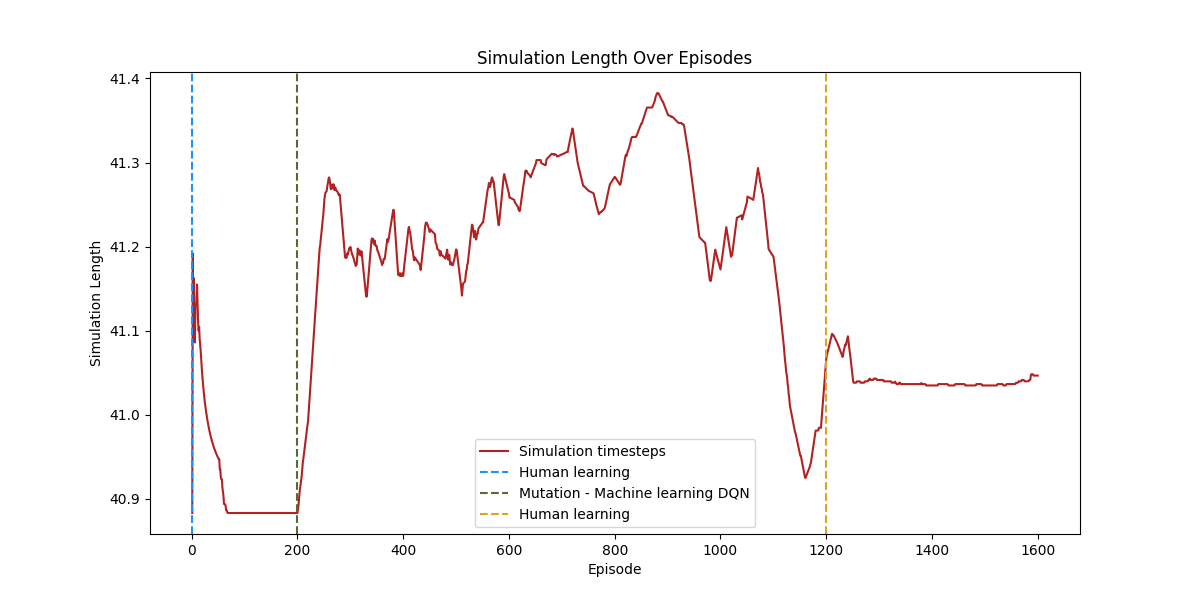 Simulation Length Over Episodes
41.4
41.3
41.2
41.1
41.0
40.9
Simulation Length
Simulation timesteps
Human learning
Mutation - Machine learning DQN
Human learning
0 200 400 600 800 1000 1200 1400 1600
Episode